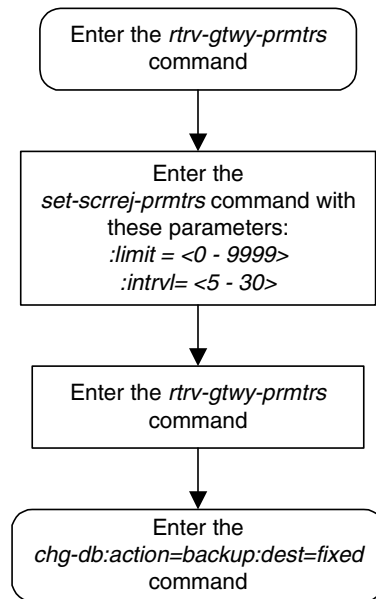 Enter the rtrv-gtwy-prmtrs
command
Enter the
set-scrrej-prmtrs command with
these parameters:
:limit = <0 - 9999>
:intrvl= <5 - 30>
Enter the rtrv-gtwy-prmtrs
command
Enter the
chg-db:action=backup:dest=fixed
command